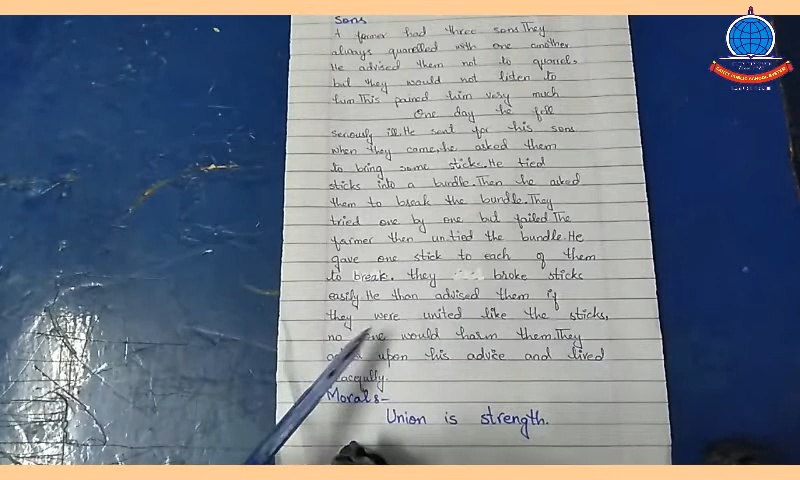 Sons
A farmer had three sons.They
always quarrelled with one another
He advised them not to quarrels
but they would not listen to
him.This pained him very much
One day he fell
seriously ill.He sent for his sons
when they came,he asked them
to bring some sticks.He tied
sticks into a bundle.Then he asked
them to break the bundle.They
tried one by one but failed.The
farmer then untied the bundle.He
gave one stick to each of them
to break. they broke sticks
easily.He then advised them if
they were united like the sticks,
no one would harm them.They
upon his advice and lived
Morals-
Union is strength.